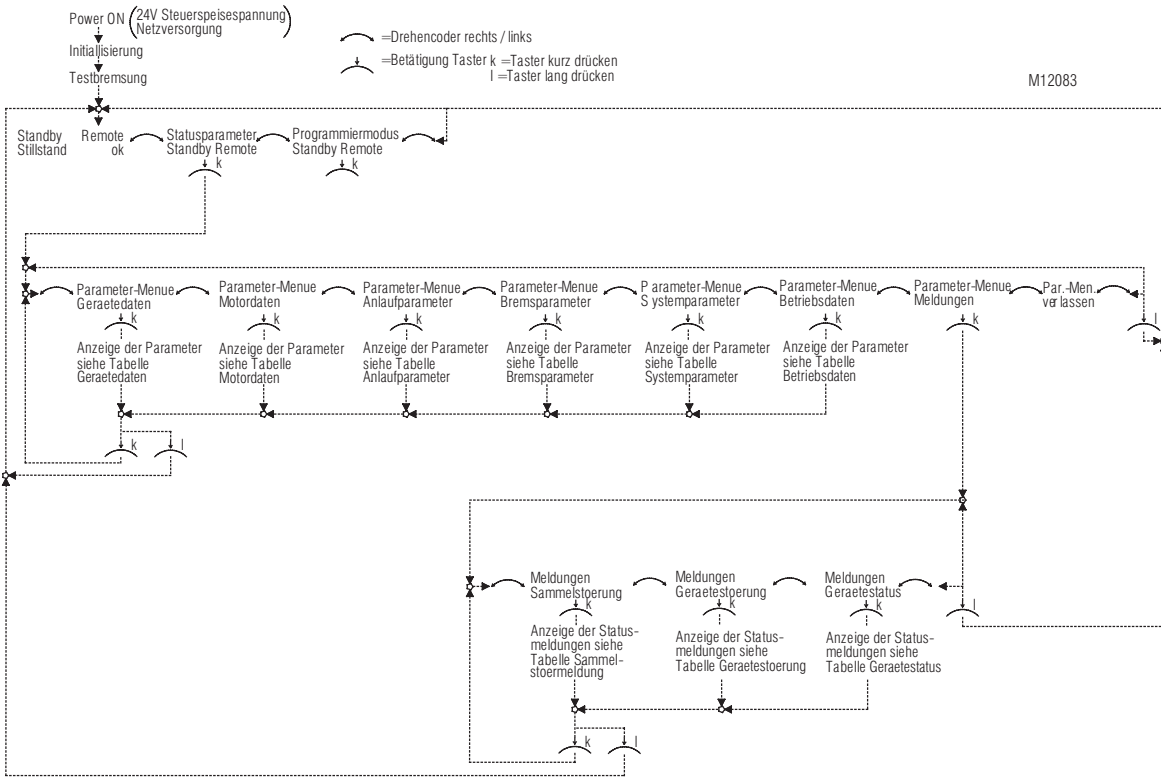 Power ON
24V Steuerspeisespannung
Netzversorgung
Initiallisierung
Testbremsung
=Drehencoder rechts / links
=Betätigung Taster k =Taster kurz drücken
l =Taster lang drücken
M12083
Standby
Stillstand
Remote
ok
Statusparameter
Standby Remote
k
Programmiermodus
Standby Remote
k
Parameter-Menue
Geraetedaten
k
Anzeige der Parameter
siehe Tabelle
Geraetedaten
Parameter-Menue
Motordaten
k
Anzeige der Parameter
siehe Tabelle
Motordaten
Parameter-Menue
Anlaufparameter
k
Anzeige der Parameter
siehe Tabelle
Anlaufparameter
Parameter-Menue
Bremsparameter
k
Anzeige der Parameter
siehe Tabelle
Bremsparameter
Parameter-Menue
Systemparameter
k
Anzeige der Parameter
siehe Tabelle
Systemparameter
Parameter-Menue
Betriebsdaten
k
Anzeige der Parameter
siehe Tabelle
Betriebsdaten
Parameter-Menue
Meldungen
k
Par.-Men.
verlassen
l
k
l
Meldungen
Sammelstoerung
k
Anzeige der Status-
meldungen siehe
Tabelle Sammel-
stoermeldung
Meldungen
Geraetestoerung
k
Anzeige der Status-
meldungen siehe
Tabelle Geraetestoerung
Meldungen
Geraetestatus
k
Anzeige der Status-
meldungen siehe
Tabelle Geraetestatus
l
k
l